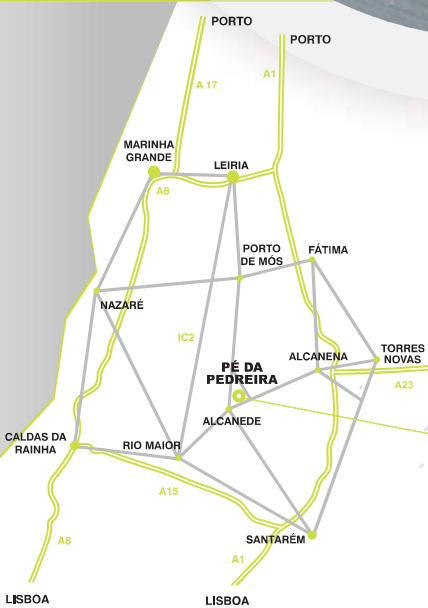 PORTO
PORTO
A 17
A1
MARINHA
GRANDE
LEIRIA
A8
PORTO
DE MÓS
FÁTIMA
NAZARÉ
IC2
ALCANENA
TORRES
NOVAS
PÉ DA
PEDREIRA
A23
ALCANEDE
CALDAS DA
RAINHA
RIO MAIOR
A15
SANTARÉM
A8
A1
LISBOA
LISBOA